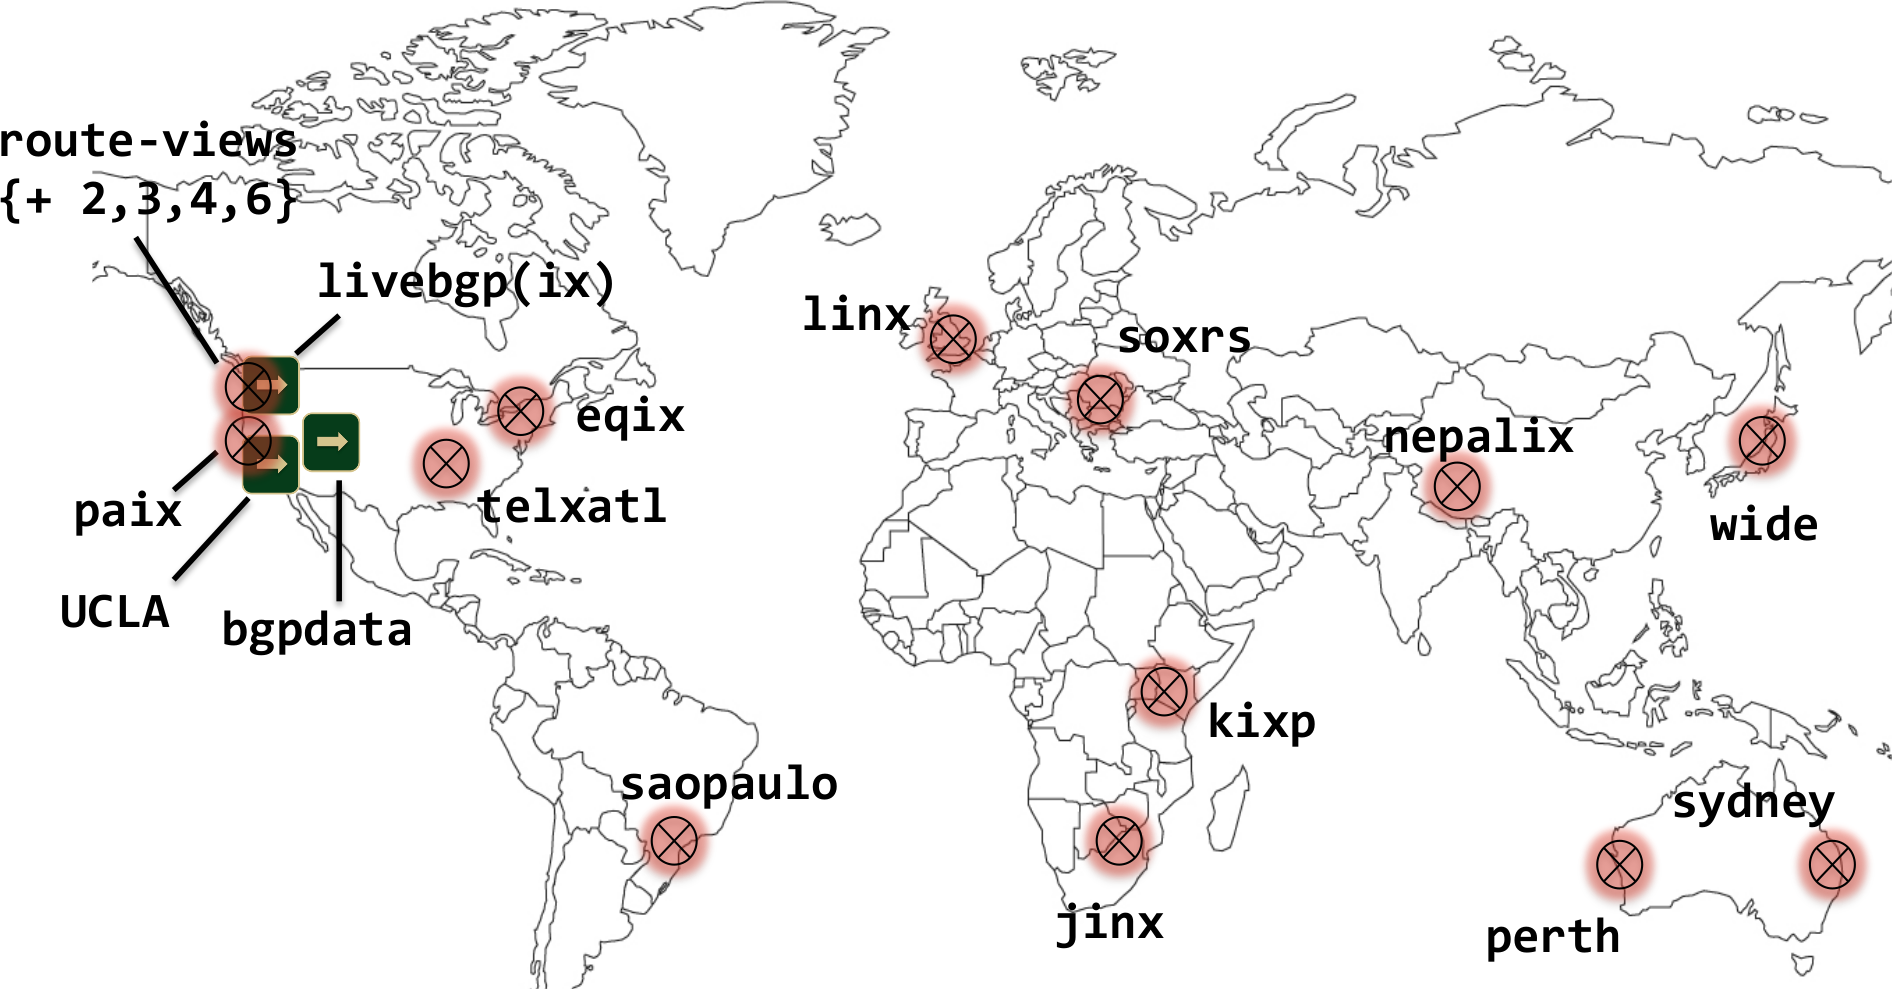 route-views
{+ 2,3,4,6}
livebgp(ix)
linx
soxrs
eqix
nepalix
telxatl
paix
wide
UCLA
bgpdata
kixp
saopaulo
sydney
jinx
perth